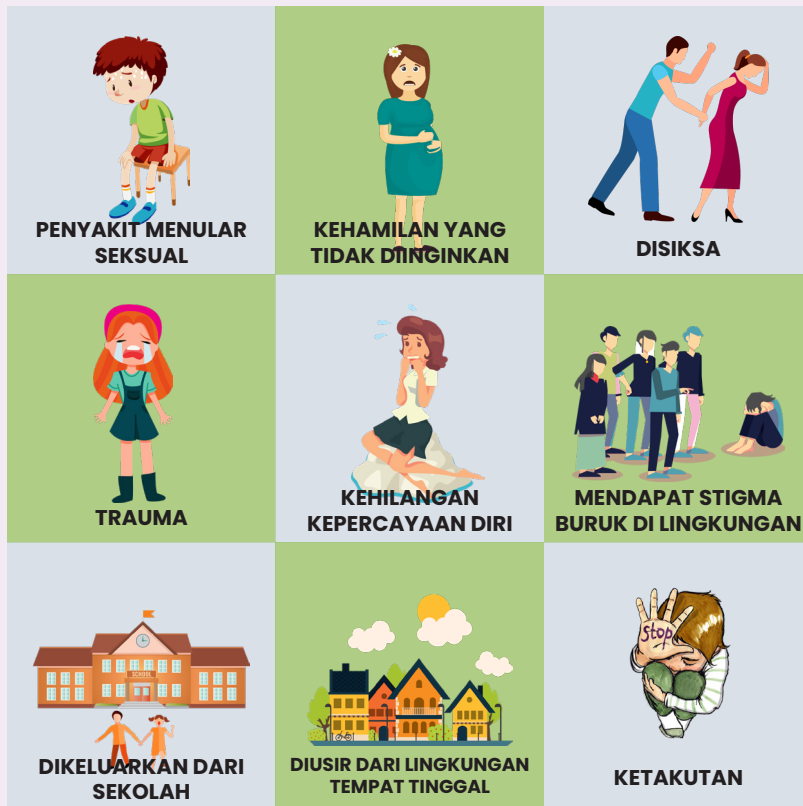 PENYAKIT MENULAR
SEKSUAL
KEHAMILAN YANG
TIDAK DIINGINKAN
DISIKSA
TRAUMA
KEHILANGAN
KEPERCAYAAN DIRI
MENDAPAT STIGMA
BURUK DI LINGKUNGAN
SCHOOL
DIKELUARKAN DARI
SEKOLAH
DIUSIR DARI LINGKUNGAN
TEMPAT TINGGAL
Stop
KETAKUTAN